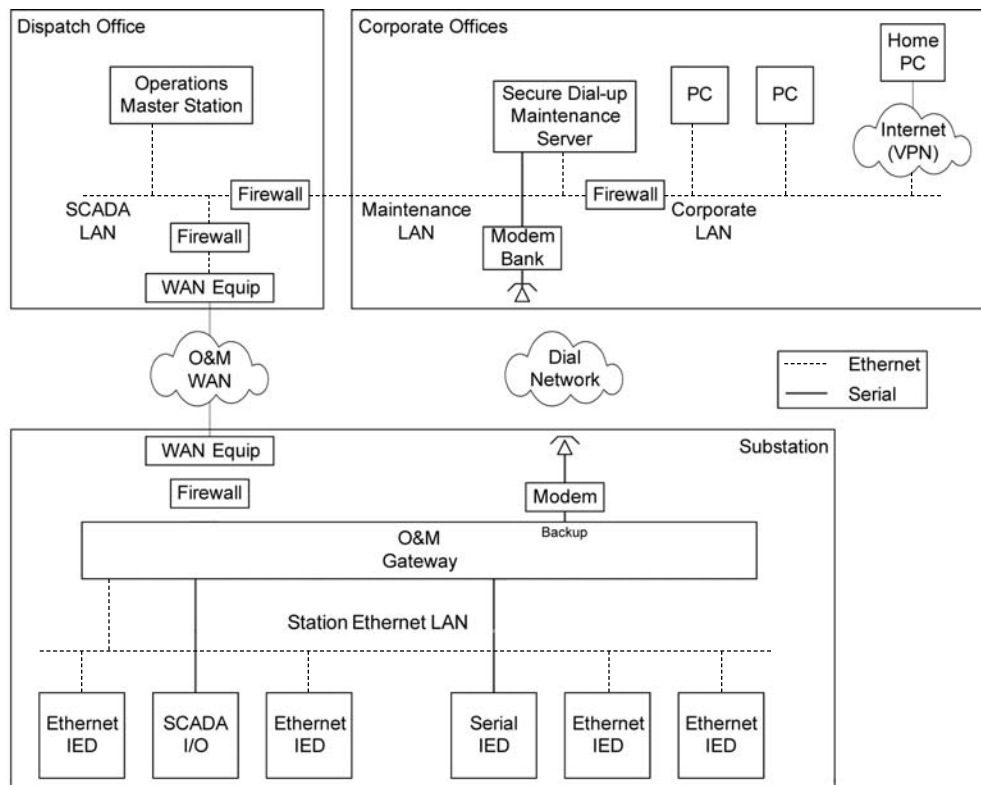 Dispatch Office
Operations
Master Station
SCADA
LAN
Firewall
Firewall
WAN Equip
Corporate Offices
Secure Dial-up
Maintenance
Server
PC
PC
Home
PC
Internet
(VPN)
Maintenance
LAN
Firewall
Corporate
LAN
Modem
Bank
O&M
WAN
Dial
Network
Ethernet
Serial
Substation
WAN Equip
Firewall
Modem
Backup
O&M
Gateway
Station Ethernet LAN
Ethernet
IED
SCADA
I/O
Ethernet
IED
Serial
IED
Ethernet
IED
Ethernet
IED